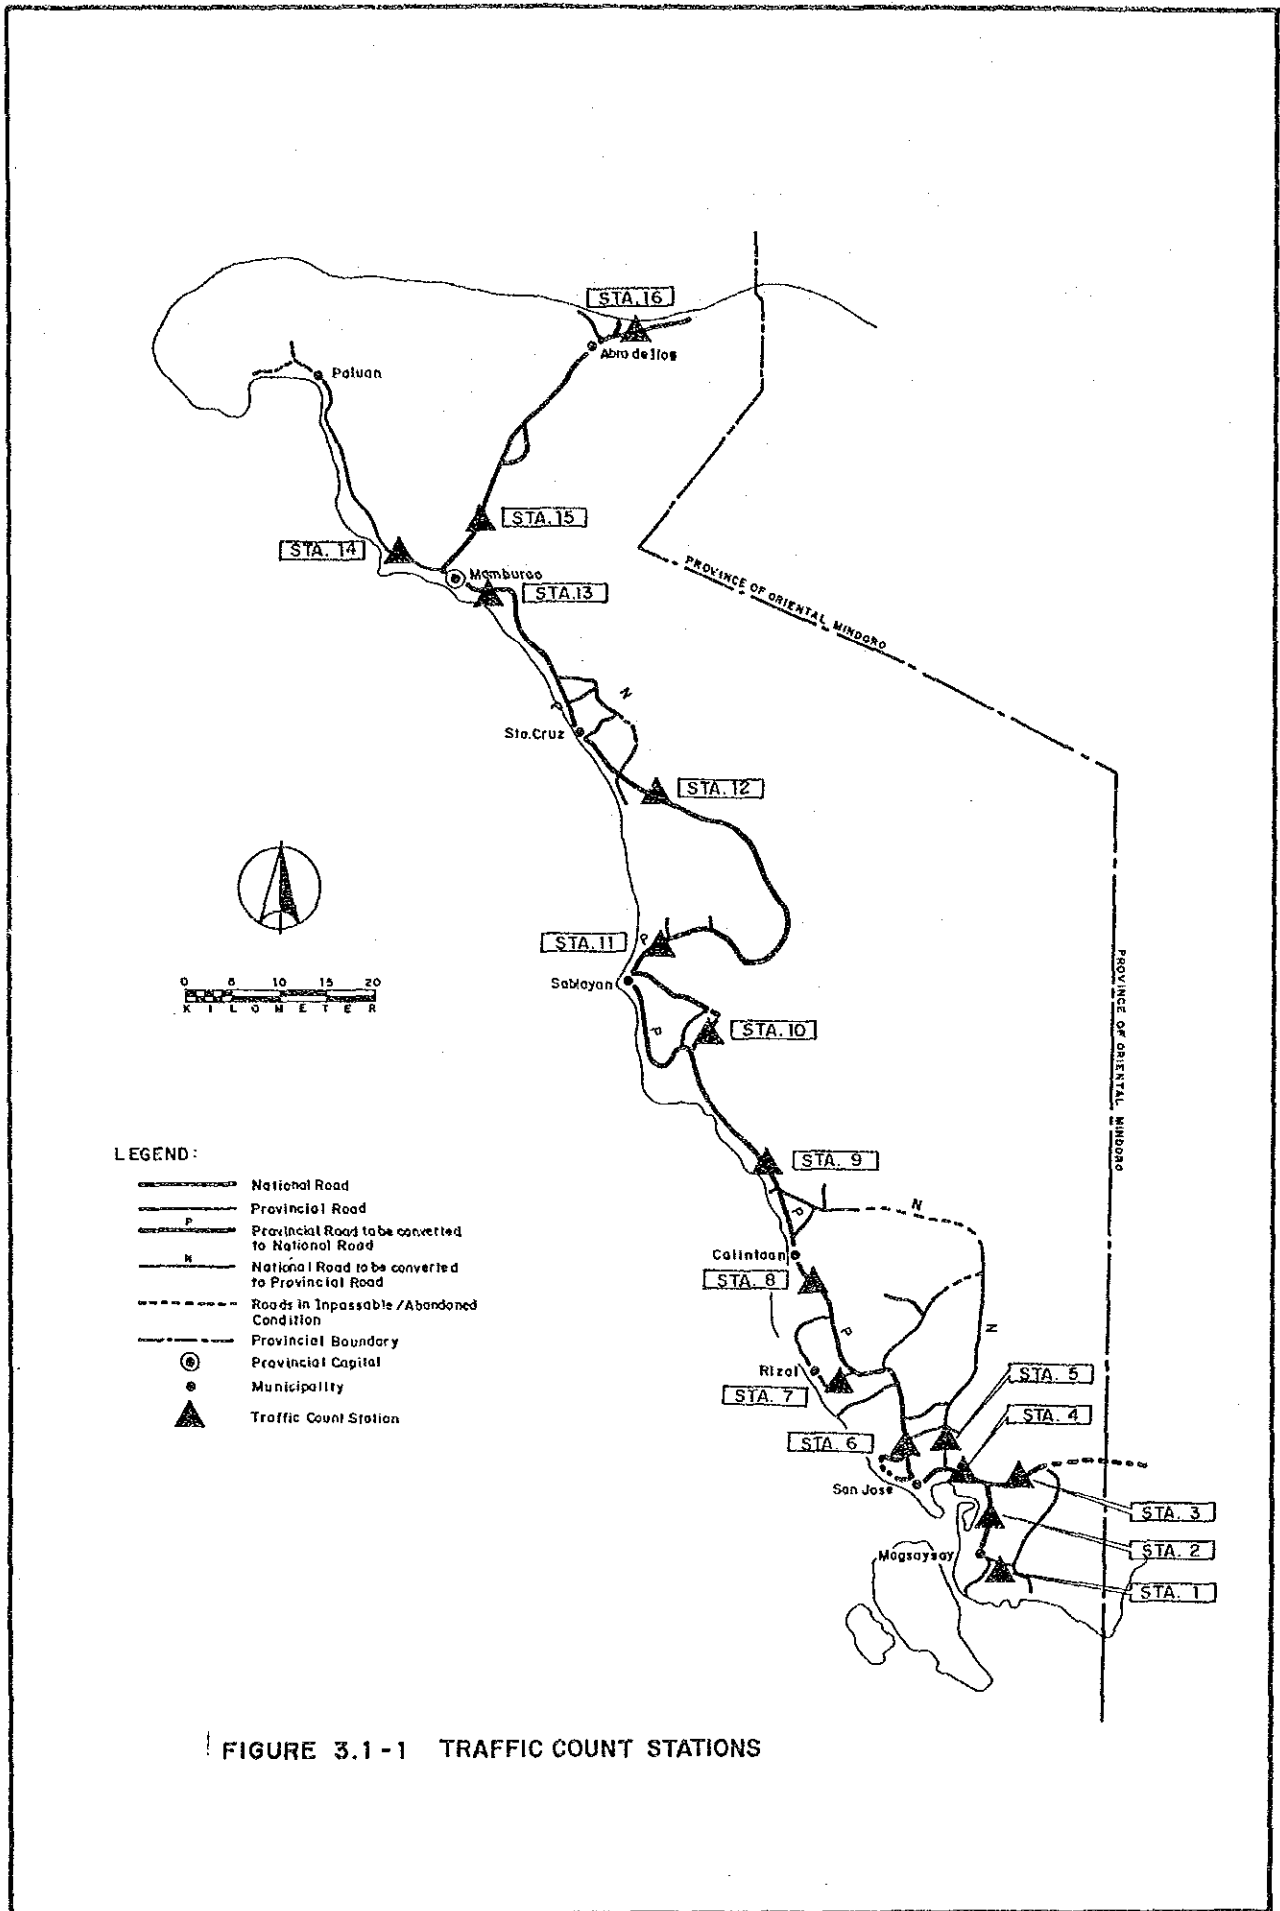 STA. 16
Abra de Ilog
Paluan
STA. 15
STA. 14
Mamburao
STA. 13
PROVINCE OF ORIENTAL MINDORO
N
P
Sta. Cruz
STA. 12
STA. 11
P
Sablayan
0 5 10 15 20
KILOMETER
P
STA. 10
PROVINCE OF ORIENTAL MINDORO
LEGEND:
National Road
Provincial Road
P
Provincial Road to be converted
to National Road
N
National Road to be converted
to Provincial Road
Roads in Inpassable / Abandoned
Condition
Provincial Boundary
Provincial Capital
Municipality
Traffic Count Station
STA. 9
N
P
Calintaan
STA. 8
P
N
Rizal
STA. 7
STA. 5
STA. 4
STA. 6
San Jose
STA. 3
Magsaysay
STA. 2
STA. 1
FIGURE 3.1-1 TRAFFIC COUNT STATIONS